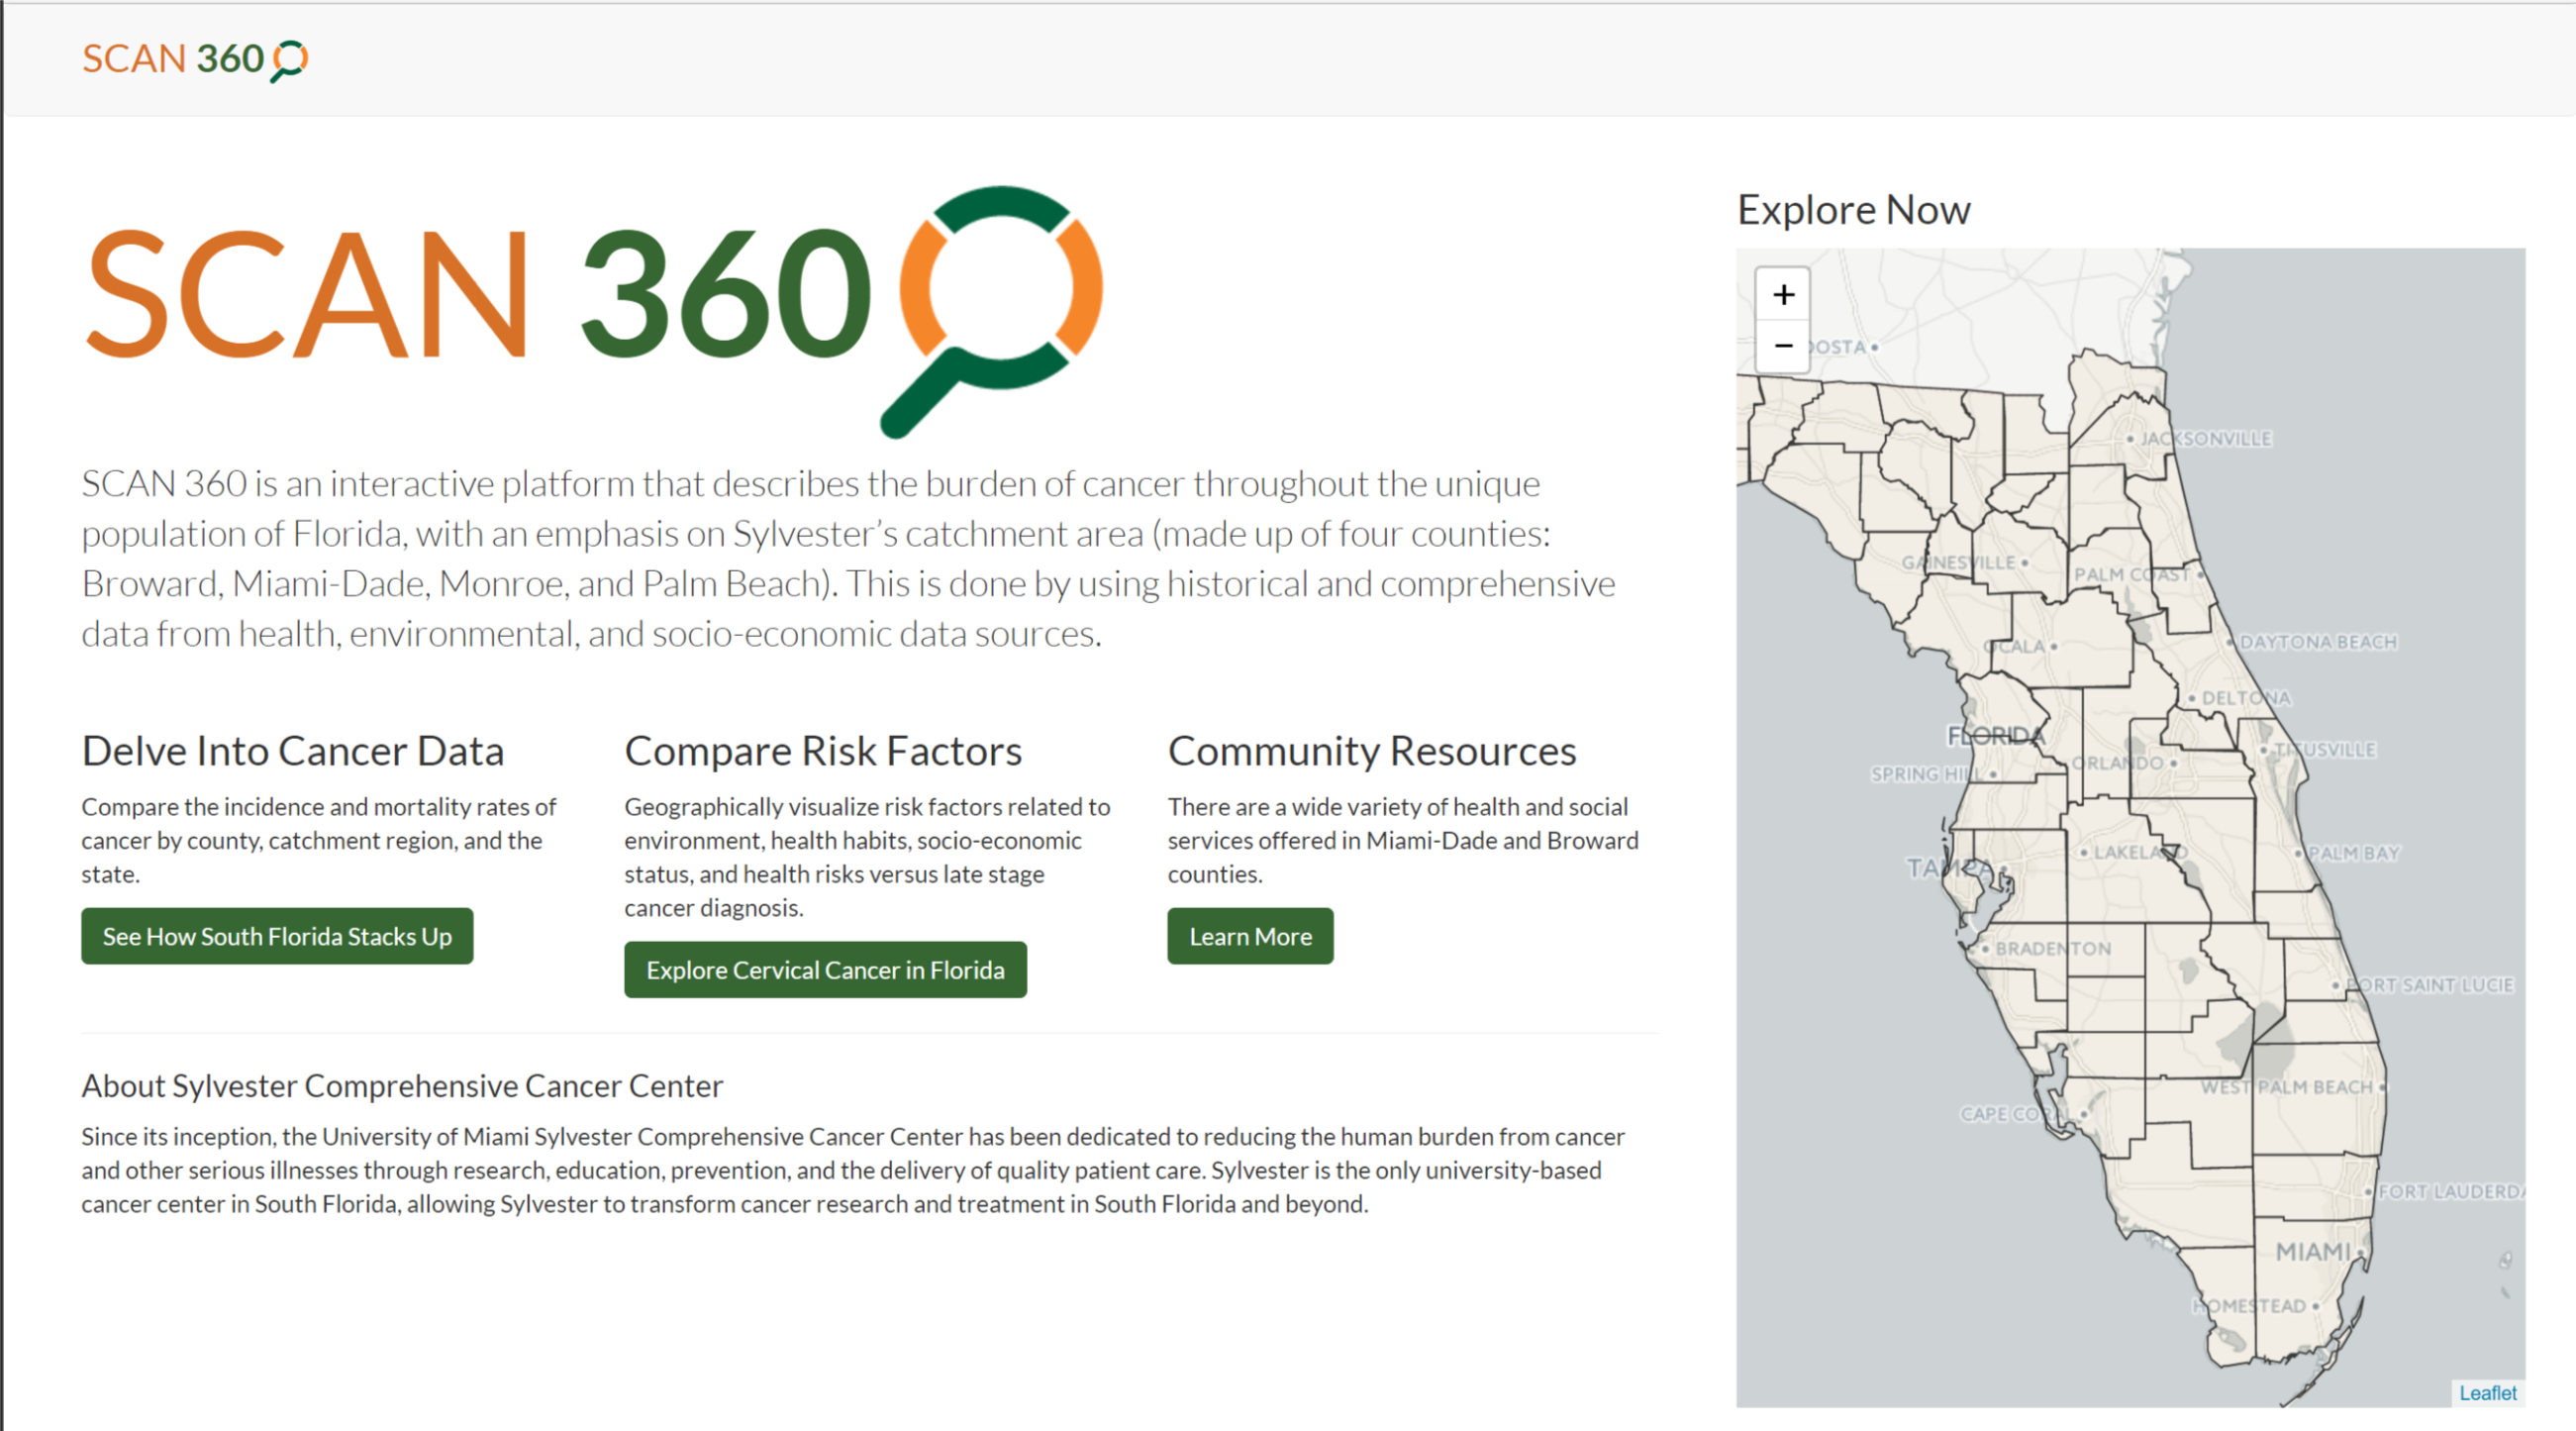 SCAN 360
SCAN 360
SCAN 360 is an interactive platform that describes the burden of cancer throughout the unique
population of Florida, with an emphasis on Sylvester’s catchment area (made up of four counties:
Broward, Miami-Dade, Monroe, and Palm Beach). This is done by using historical and comprehensive
data from health, environmental, and socio-economic data sources.
Delve Into Cancer Data
Compare the incidence and mortality rates of
cancer by county, catchment region, and the
state.
See How South Florida Stacks Up
Compare Risk Factors
Geographically visualize risk factors related to
environment, health habits, socio-economic
status, and health risks versus late stage
cancer diagnosis.
Explore Cervical Cancer in Florida
Community Resources
There are a wide variety of health and social
services offered in Miami-Dade and Broward
counties.
Learn More
About Sylvester Comprehensive Cancer Center
Since its inception, the University of Miami Sylvester Comprehensive Cancer Center has been dedicated to reducing the human burden from cancer
and other serious illnesses through research, education, prevention, and the delivery of quality patient care. Sylvester is the only university-based
cancer center in South Florida, allowing Sylvester to transform cancer research and treatment in South Florida and beyond.
Explore Now
+
−
DOSTA
JACKSONVILLE
GAINESVILLE
PALM COAST
DAYTONA BEACH
OCALA
DELTONA
FLORIDA
TITUSVILLE
ORLANDO
SPRING HILL
LAKELAND
PALM BAY
TAMPA
BRADENTON
PORT SAINT LUCIE
WEST PALM BEACH
CAPE CORAL
FORT LAUDERDA
MIAMI
HOMESTEAD
Leaflet